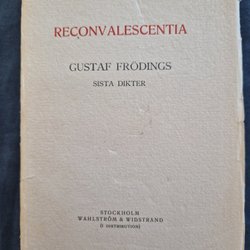 RECONVALESCENTIA
GUSTAF FRÖDINGS
SISTA DIKTER
STOCKHOLM
WAHLSTRÖM & WIDSTRAND
(I DISTRIBUTION)